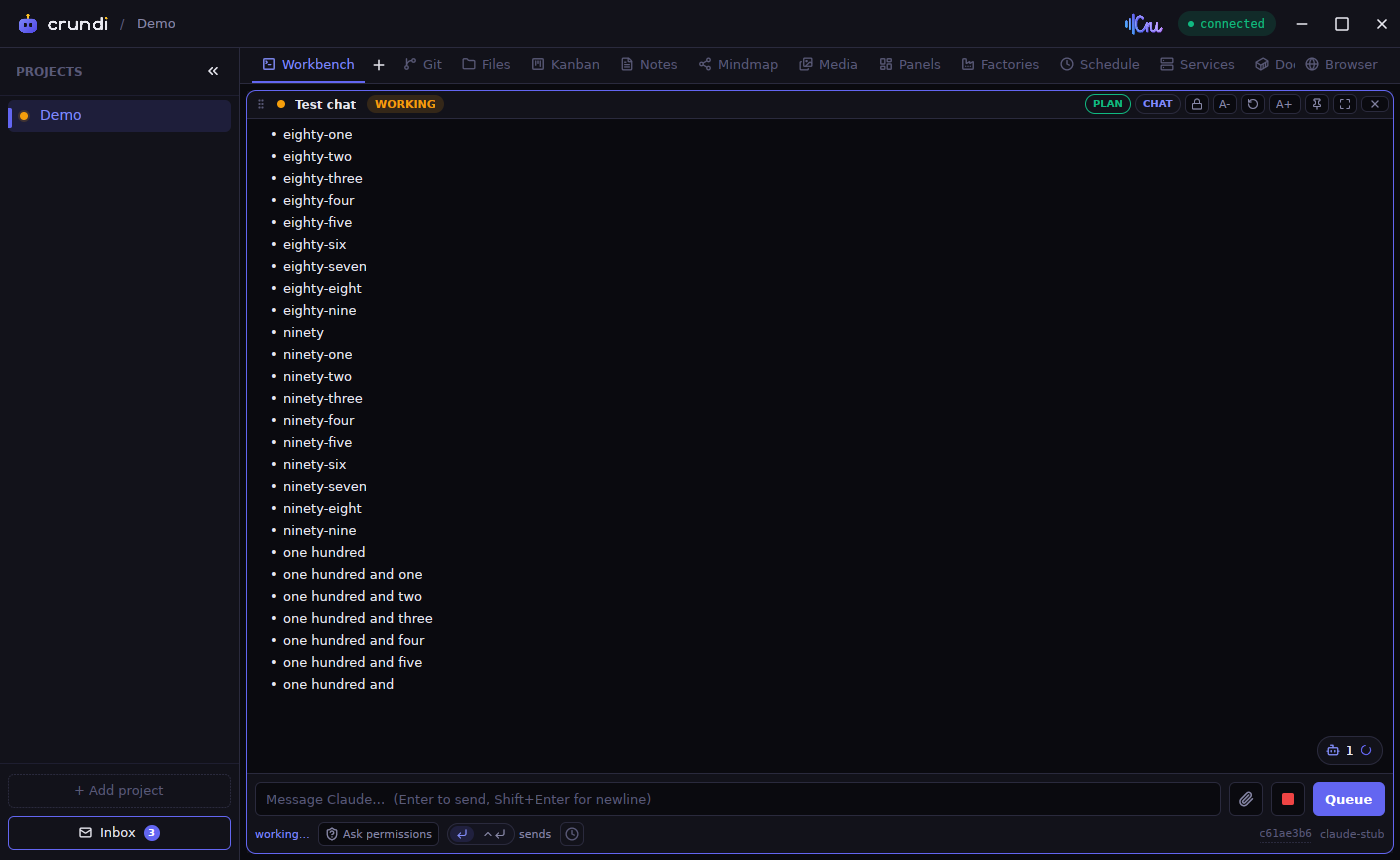 crundi / Demo
Cru
connected
PROJECTS
Workbench
Git
Files
Kanban
Notes
Mindmap
Media
Panels
Factories
Schedule
Services
Do
Browser
Demo
Test chat
WORKING
PLAN
CHAT
A-
A+
• eighty-one
• eighty-two
• eighty-three
• eighty-four
• eighty-five
• eighty-six
• eighty-seven
• eighty-eight
• eighty-nine
• ninety
• ninety-one
• ninety-two
• ninety-three
• ninety-four
• ninety-five
• ninety-six
• ninety-seven
• ninety-eight
• ninety-nine
• one hundred
• one hundred and one
• one hundred and two
• one hundred and three
• one hundred and four
• one hundred and five
• one hundred and
1
+ Add project
Inbox 3
Message Claude… (Enter to send, Shift+Enter for newline)
Queue
working…
Ask permissions
sends
c61ae3b6
claude-stub